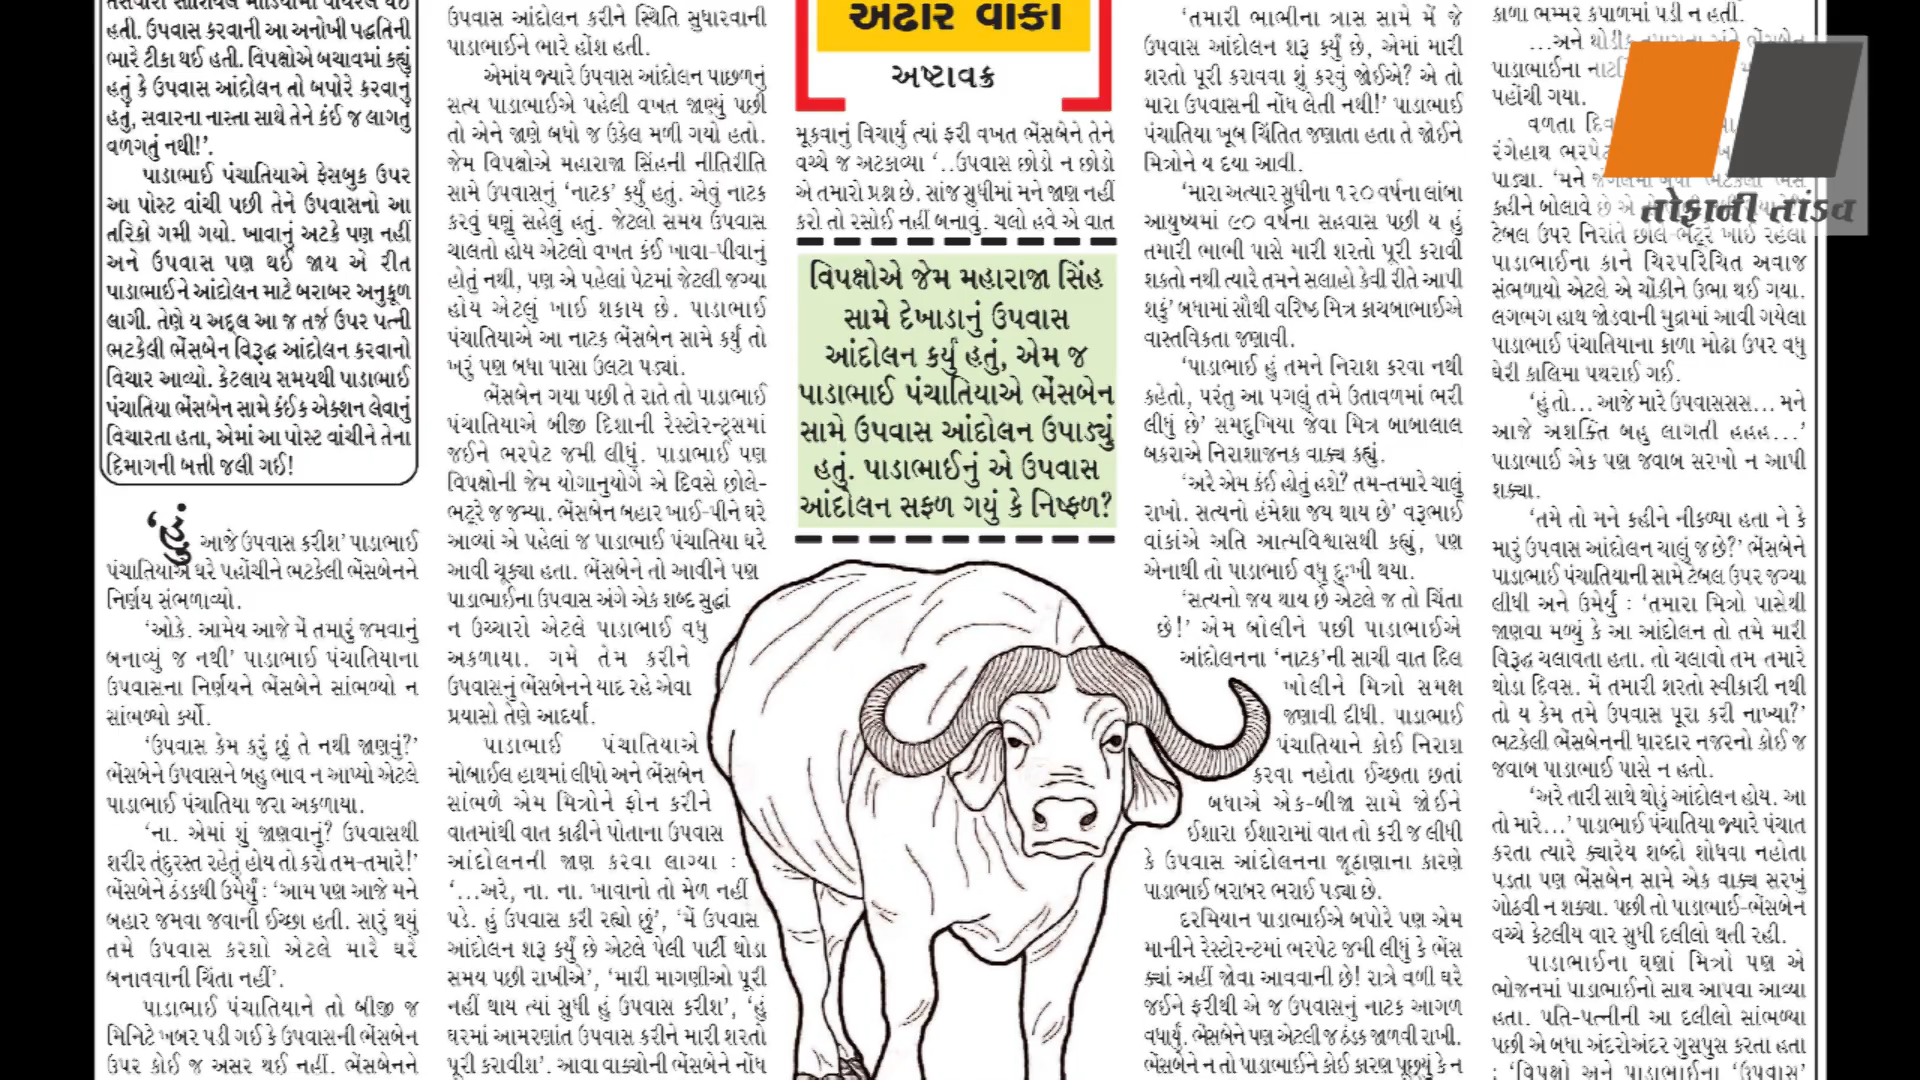 હતી. ઉપવાસ કરવાની આ અનોખી પદ્ધતિની
ભારે ટીકા થઈ હતી. વિપક્ષોએ બચાવમાં કહ્યું
હતું કે ઉપવાસ આંદોલન તો બપોરે કરવાનું
હતું, સવારના નાસ્તા સાથે તેને કંઈ જ લાગતું
વળગતું નથી!'.
પાડાભાઈ પંચાતિયાએ ફેસબુક ઉપર
આ પોસ્ટ વાંચી પછી તેને ઉપવાસનો આ
તરિકો ગમી ગયો. ખાવાનું અટકે પણ નહીં
અને ઉપવાસ પણ થઈ જાય એ રીત
પાડાભાઈને આંદોલન માટે બરાબર અનુકૂળ
લાગી. તેણે ય અદ્દલ આ જ તર્જ ઉપર પત્ની
ભટકેલી ભેંસબેન વિરૂદ્ધ આંદોલન કરવાનો
વિચાર આવ્યો. કેટલાય સમયથી પાડાભાઈ
પંચાતિયા ભેંસબેન સામે કંઈક એક્શન લેવાનું
વિચારતા હતા, એમાં આ પોસ્ટ વાંચીને તેના
દિમાગની બત્તી જલી ગઈ!
'હું આજે ઉપવાસ કરીશ' પાડાભાઈ
પંચાતિયાએ ઘરે પહોંચીને ભટકેલી ભેંસબેનને
નિર્ણય સંભળાવ્યો.
'ઓકે. આમેય આજે મેં તમારું જમવાનું
બનાવ્યું જ નથી' પાડાભાઈ પંચાતિયાના
ઉપવાસના નિર્ણયને ભેંસબેને સાંભળ્યો ન
સાંભળ્યો કર્યો.
'ઉપવાસ કેમ કરું છું તે નથી જાણવું?'
ભેંસબેને ઉપવાસને બહુ ભાવ ન આપ્યો એટલે
પાડાભાઈ પંચાતિયા જરા અકળાયા.
'ના. એમાં શું જાણવાનું? ઉપવાસથી
શરીર તંદુરસ્ત રહેતું હોય તો કરો તમ-તમારે!'
ભેંસબેને ઠંડકથી ઉમેર્યું : 'આમ પણ આજે મને
બહાર જમવા જવાની ઈચ્છા હતી. સારું થયું
તમે ઉપવાસ કરશો એટલે મારે ઘરે
બનાવવાની ચિંતા નહીં'.
પાડાભાઈ પંચાતિયાને તો બીજી જ
મિનિટે ખબર પડી ગઈ કે ઉપવાસની ભેંસબેન
ઉપર કોઈ જ અસર થઈ નહીં. ભેંસબેનને
ઉપવાસ આંદોલન કરીને સ્થિતિ સુધારવાની
પાડાભાઈને ભારે હોંશ હતી.
એમાંય જ્યારે ઉપવાસ આંદોલન પાછળનું
સત્ય પાડાભાઈએ પહેલી વખત જાણ્યું પછી
તો એને જાણે બધો જ ઉકેલ મળી ગયો હતો.
જેમ વિપક્ષોએ મહારાજા સિંહની નીતિરીતિ
સામે ઉપવાસનું 'નાટક' કર્યું હતું. એવું નાટક
કરવું ઘણું સહેલું હતું. જેટલો સમય ઉપવાસ
ચાલતો હોય એટલો વખત કંઈ ખાવા-પીવાનું
હોતું નથી, પણ એ પહેલાં પેટમાં જેટલી જગ્યા
હોય એટલું ખાઈ શકાય છે. પાડાભાઈ
પંચાતિયાએ આ નાટક ભેંસબેન સામે કર્યું તો
ખરું પણ બધા પાસા ઉલટા પડ્યાં.
ભેંસબેન ગયા પછી તે રાતે તો પાડાભાઈ
પંચાતિયાએ બીજી દિશાની રેસ્ટોરન્ટ્સમાં
જઈને ભરપેટ જમી લીધું. પાડાભાઈ પણ
વિપક્ષોની જેમ યોગાનુયોગે એ દિવસે છોલે-
ભટૂરે જ જમ્યા. ભેંસબેન બહાર ખાઈ-પીને ઘરે
આવ્યાં એ પહેલાં જ પાડાભાઈ પંચાતિયા ઘરે
આવી ચૂક્યા હતા. ભેંસબેને તો આવીને પણ
પાડાભાઈના ઉપવાસ અંગે એક શબ્દ સુદ્ધાં
ન ઉચ્ચારો એટલે પાડાભાઈ વધુ
અકળાયા. ગમે તેમ કરીને
ઉપવાસનું ભેંસબેનને યાદ રહે એવા
પ્રયાસો તેણે આદર્યાં.
પાડાભાઈ પંચાતિયાએ
મોબાઈલ હાથમાં લીધો અને ભેંસબેન
સાંભળે એમ મિત્રોને ફોન કરીને
વાતમાંથી વાત કાઢીને પોતાના ઉપવાસ
આંદોલનની જાણ કરવા લાગ્યા :
'...અરે, ના. ના. ખાવાનો તો મેળ નહીં
પડે. હું ઉપવાસ કરી રહ્યો છું', 'મેં ઉપવાસ
આંદોલન શરૂ કર્યું છે એટલે પેલી પાર્ટી થોડા
સમય પછી રાખીએ', 'મારી માગણીઓ પૂરી
નહીં થાય ત્યાં સુધી હું ઉપવાસ કરીશ', 'હું
ઘરમાં આમરણાંત ઉપવાસ કરીને મારી શરતો
પૂરી કરાવીશ'. આવા વાક્યોની ભેંસબેને નોંધ
અઢાર વાંકા
અષ્ટાવક્ર
મૂકવાનું વિચાર્યું ત્યાં ફરી વખત ભેંસબેને તેને
વચ્ચે જ અટકાવ્યા '..ઉપવાસ છોડો ન છોડો
એ તમારો પ્રશ્ન છે. સાંજ સુધીમાં મને જાણ નહીં
કરો તો રસોઈ નહીં બનાવું. ચલો હવે એ વાત
વિપક્ષોએ જેમ મહારાજા સિંહ
સામે દેખાડાનું ઉપવાસ
આંદોલન કર્યું હતું, એમ જ
પાડાભાઈ પંચાતિયાએ ભેંસબેન
સામે ઉપવાસ આંદોલન ઉપાડ્યું
હતું. પાડાભાઈનું એ ઉપવાસ
આંદોલન સફળ ગયું કે નિષ્ફળ?
'તમારી ભાભીના ત્રાસ સામે મેં જે
ઉપવાસ આંદોલન શરૂ કર્યું છે, એમાં મારી
શરતો પૂરી કરાવવા શું કરવું જોઈએ? એ તો
મારા ઉપવાસની નોંધ લેતી નથી!' પાડાભાઈ
પંચાતિયા ખૂબ ચિંતિત જણાતા હતા તે જોઈને
મિત્રોને ય દયા આવી.
'મારા અત્યાર સુધીના ૧૨૦ વર્ષના લાંબા
આયુષ્યમાં ૯૦ વર્ષના સહવાસ પછી ય હું
તમારી ભાભી પાસે મારી શરતો પૂરી કરાવી
શકતો નથી ત્યારે તમને સલાહો કેવી રીતે આપી
શકું' બધામાં સૌથી વરિષ્ઠ મિત્ર કાચબાભાઈએ
વાસ્તવિકતા જણાવી.
'પાડાભાઈ હું તમને નિરાશ કરવા નથી
કહેતો, પરંતુ આ પગલું તમે ઉતાવળમાં ભરી
લીધું છે' સમદુખિયા જેવા મિત્ર બાબાલાલ
બકરાએ નિરાશાજનક વાક્ય કહ્યું.
'અરે એમ કંઈ હોતું હશે? તમ-તમારે ચાલું
રાખો. સત્યનો હંમેશા જય થાય છે' વરૂભાઈ
વાંકાંએ અતિ આત્મવિશ્વાસથી કહ્યું, પણ
એનાથી તો પાડાભાઈ વધુ દુઃખી થયા.
'સત્યનો જય થાય છે એટલે જ તો ચિંતા
છે!' એમ બોલીને પછી પાડાભાઈએ
આંદોલનના 'નાટક'ની સાચી વાત દિલ
ખોલીને મિત્રો સમક્ષ
જણાવી દીધી. પાડાભાઈ
પંચાતિયાને કોઈ નિરાશ
કરવા નહોતા ઈચ્છતા છતાં
બધાએ એક-બીજા સામે જોઈને
ઈશારા ઈશારામાં વાત તો કરી જ લીધી
કે ઉપવાસ આંદોલનના જૂઠાણાના કારણે
પાડાભાઈ બરાબર ભરાઈ પડ્યા છે.
દરમિયાન પાડાભાઈએ બપોરે પણ એમ
માનીને રેસ્ટોરન્ટમાં ભરપેટ જમી લીધું કે ભેંસ
ક્યાં અહીં જોવા આવવાની છે! રાત્રે વળી ઘરે
જઈને ફરીથી એ જ ઉપવાસનું નાટક આગળ
વધાર્યું. ભેંસબેને પણ એટલી જ ઠંડક જાળવી રાખી.
ભેંસબેને ન તો પાડાભાઈને કોઈ કારણ પૂછ્યું કે ન
કાળા ભમ્મર કપાળમાં પડી ન હતી.
...અને થોડીક
પાડાભાઈના
પહોંચી ગયા.
વળતા
રંગેહાથ
પાડ્યા. 'મને
કહીને બોલાવે છે એ
ટેબલ ઉપર નિરાંતે છોલે-ભટૂરે ખાઈ રહેલા
પાડાભાઈના કાને ચિરપરિચિત અવાજ
સંભળાયો એટલે એ ચોંકીને ઉભા થઈ ગયા.
લગભગ હાથ જોડવાની મુદ્રામાં આવી ગયેલા
પાડાભાઈ પંચાતિયાના કાળા મોઢા ઉપર વધુ
ઘેરી કાલિમા પથરાઈ ગઈ.
'હું તો... આજે મારે ઉપવાસસસ... મને
આજે અશક્તિ બહુ લાગતી હહહ...'
પાડાભાઈ એક પણ જવાબ સરખો ન આપી
શક્યા.
'તમે તો મને કહીને નીકળ્યા હતા ને કે
મારું ઉપવાસ આંદોલન ચાલું જ છે?' ભેંસબેને
પાડાભાઈ પંચાતિયાની સામે ટેબલ ઉપર જગ્યા
લીધી અને ઉમેર્યું : 'તમારા મિત્રો પાસેથી
જાણવા મળ્યું કે આ આંદોલન તો તમે મારી
વિરૂદ્ધ ચલાવતા હતા. તો ચલાવો તમ તમારે
થોડા દિવસ. મેં તમારી શરતો સ્વીકારી નથી
તો ય કેમ તમે ઉપવાસ પૂરા કરી નાખ્યા?'
ભટકેલી ભેંસબેનની ધારદાર નજરનો કોઈ જ
જવાબ પાડાભાઈ પાસે ન હતો.
'અરે તારી સાથે થોડું આંદોલન હોય. આ
તો મારે...' પાડાભાઈ પંચાતિયા જ્યારે પંચાત
કરતા ત્યારે ક્યારેય શબ્દો શોધવા નહોતા
પડતા પણ ભેંસબેન સામે એક વાક્ય સરખું
ગોઠવી ન શક્યા. પછી તો પાડાભાઈ-ભેંસબેન
વચ્ચે કેટલીય વાર સુધી દલીલો થતી રહી.
પાડાભાઈના ઘણાં મિત્રો પણ એ
ભોજનમાં પાડાભાઈનો સાથ આપવા આવ્યા
હતા. પતિ-પત્નીની આ દલીલો સાંભળ્યા
પછી એ બધા અંદરોઅંદર ગુસપુસ કરતા હતા
: 'વિપક્ષો અને પાડાભાઈના 'ઉપવાસ'
તોફાની તાંડવ